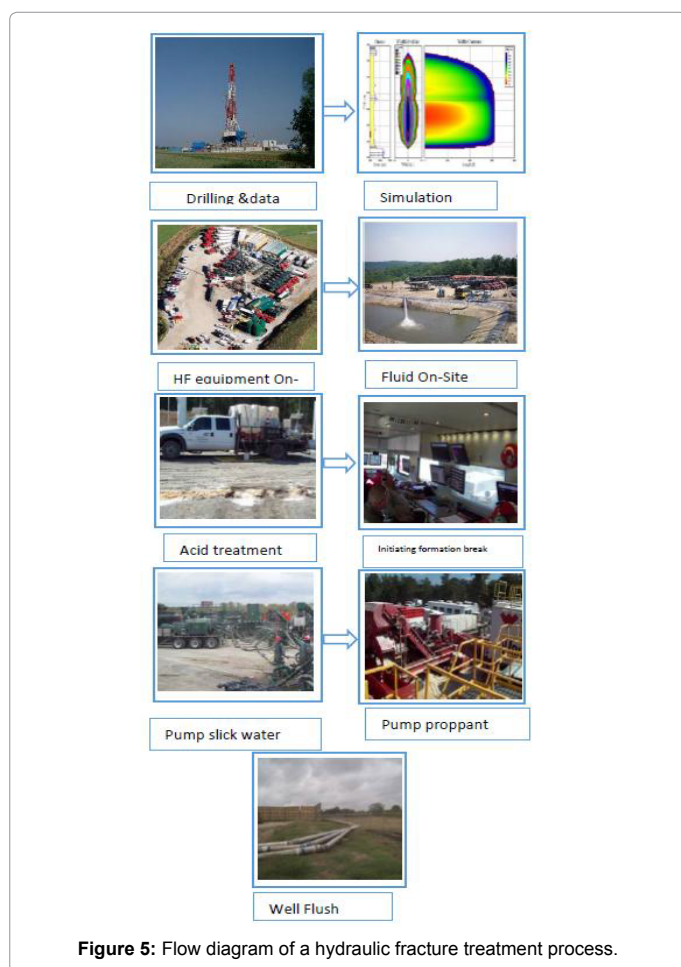 Drilling &data
Simulation
HF equipment On-
Fluid On-Site
Acid treatment
Initiating formation break
Pump slick water
Pump proppant
Well Flush
Figure 5: Flow diagram of a hydraulic fracture treatment process.